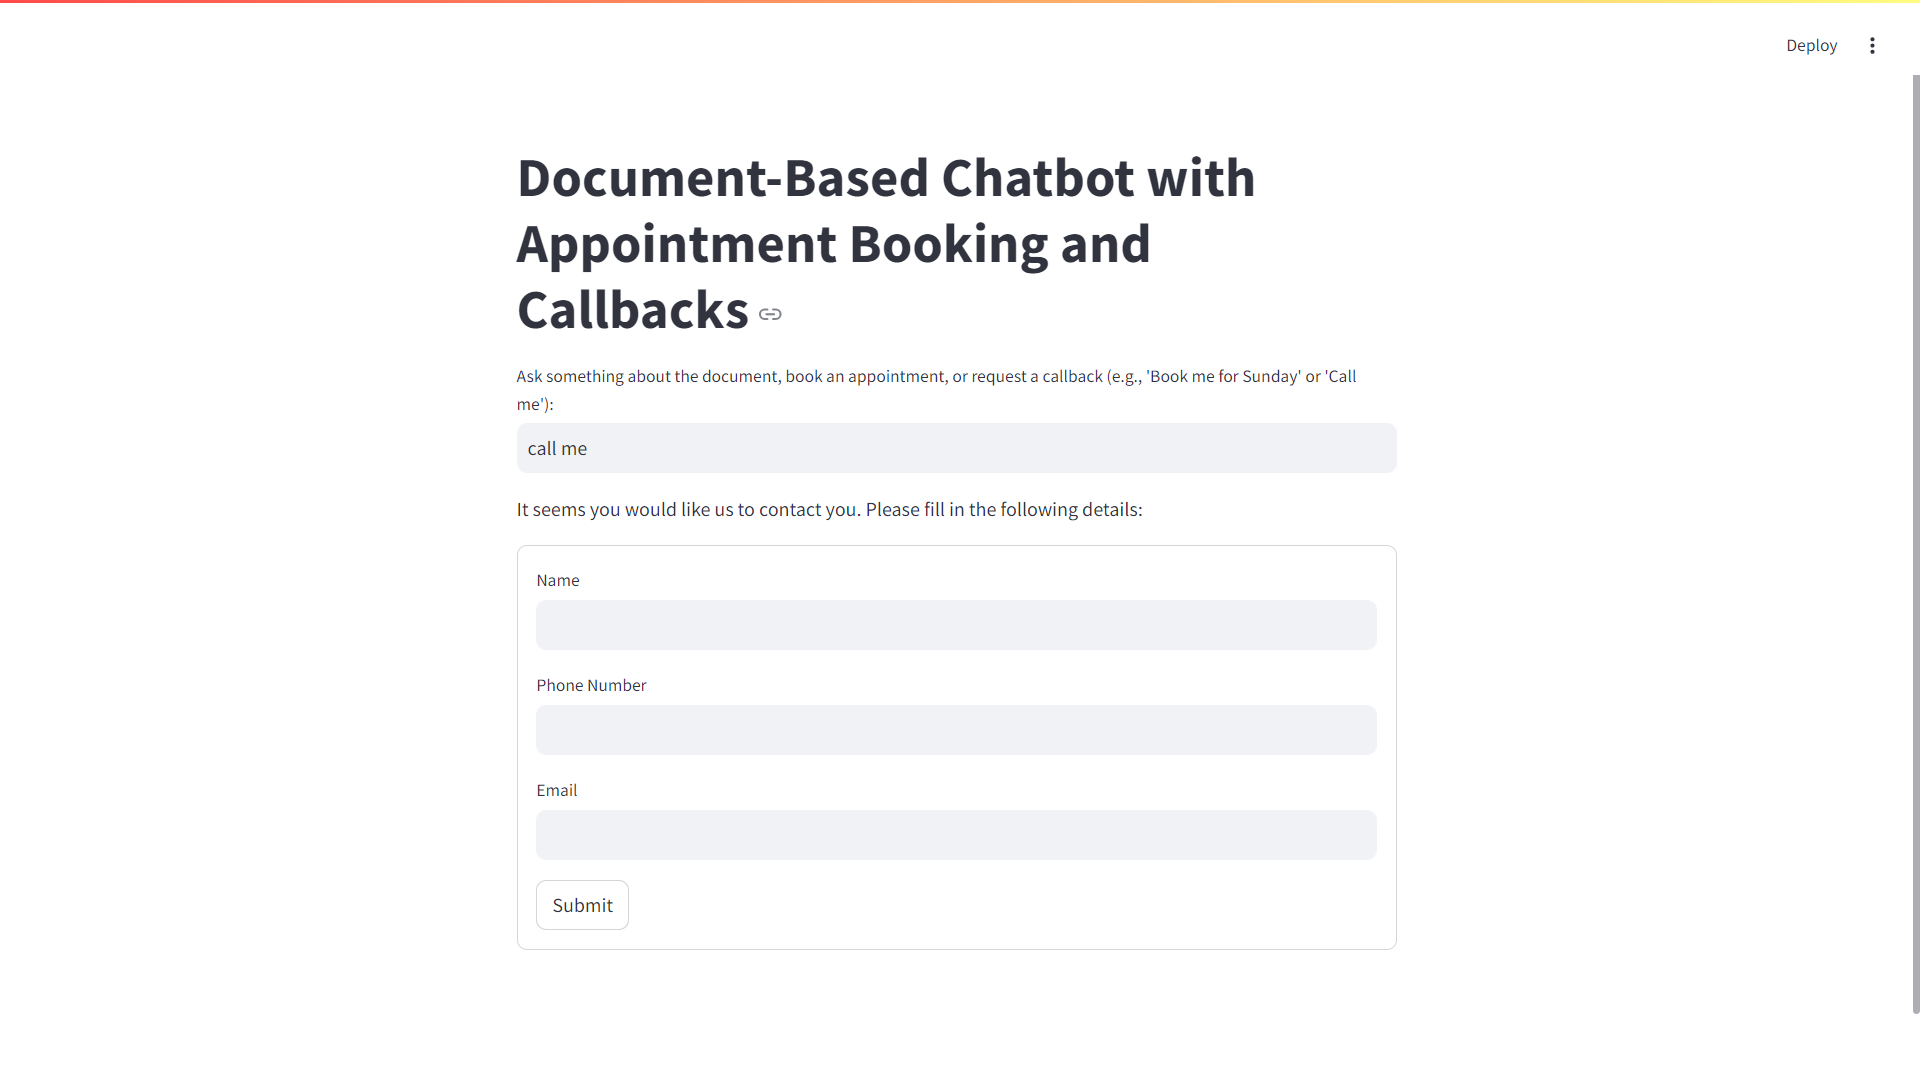 Deploy
Document-Based Chatbot with
Appointment Booking and
Callbacks
Ask something about the document, book an appointment, or request a callback (e.g., 'Book me for Sunday' or 'Call
me'):
call me
It seems you would like us to contact you. Please fill in the following details:
Name
Phone Number
Email
Submit